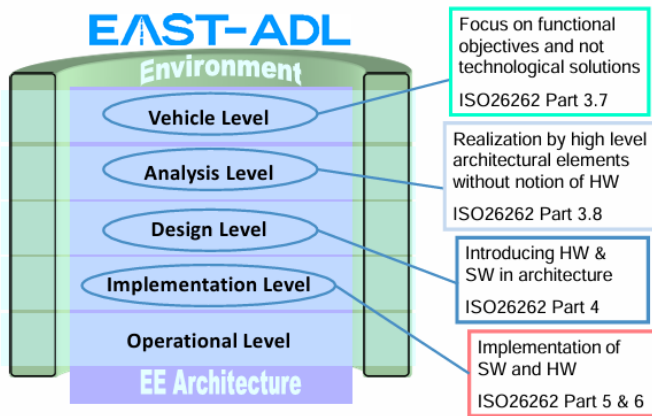 EAST-ADL
Environment
Vehicle Level
Analysis Level
Design Level
Implementation Level
Operational Level
EE Architecture
Focus on functional
objectives and not
technological solutions
ISO26262 Part 3.7
Realization by high level
architectural elements
without notion of HW
ISO26262 Part 3.8
Introducing HW &
SW in architecture
ISO26262 Part 4
Implementation of
SW and HW
ISO26262 Part 5 & 6